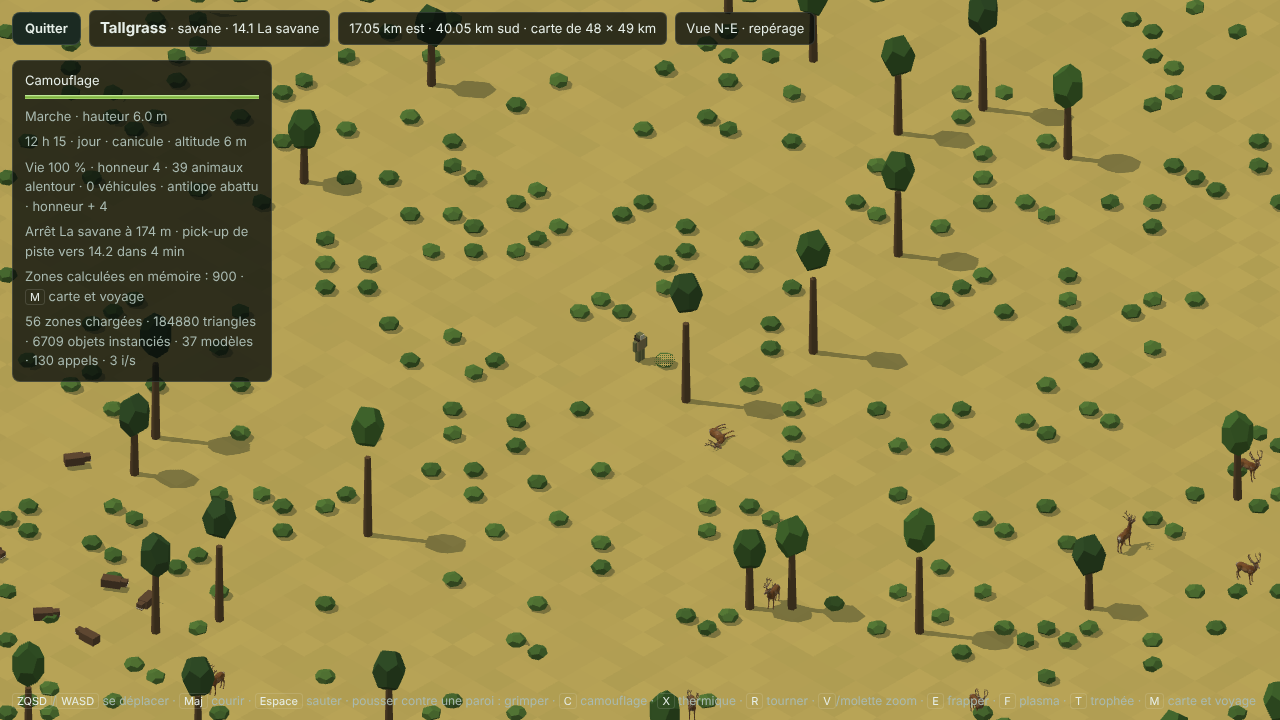 Quitter
Tallgrass · savane · 14.1 La savane
17.05 km est · 40.05 km sud · carte de 48 × 49 km
Vue N-E · repérage
Camouflage
Marche · hauteur 6.0 m
12 h 15 · jour · canicule · altitude 6 m
Vie 100 % · honneur 4 · 39 animaux
alentour · 0 véhicules · antilope abattu
· honneur + 4
Arrêt La savane à 174 m · pick-up de
piste vers 14.2 dans 4 min
Zones calculées en mémoire : 900 ·
M carte et voyage
56 zones chargées · 184880 triangles
· 6709 objets instanciés · 37 modèles
· 130 appels · 3 i/s
ZQSD / WASD se déplacer · Maj courir · Espace sauter · pousser contre une paroi : grimper · C camouflage · X thermique · R tourner · V /molette zoom · E frapper · F plasma · T trophée · M carte et voyage